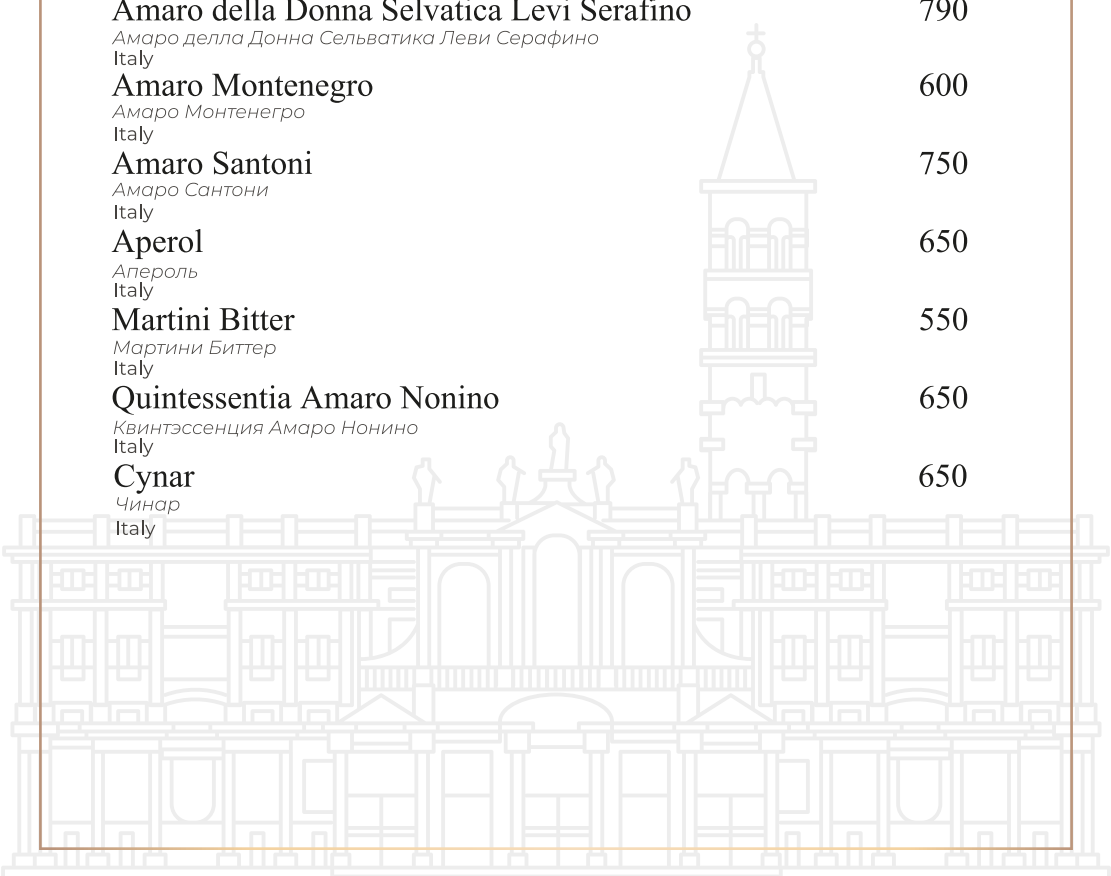 Amaro della Donna Selvatica Levi Serafino 790
Амаро делла Донна Сельватика Леви Серафино
Italy
Amaro Montenegro 600
Амаро Монтенегро
Italy
Amaro Santoni 750
Амаро Сантони
Italy
Aperol 650
Апероль
Italy
Martini Bitter 550
Мартини Биттер
Italy
Quintessentia Amaro Nonino 650
Квинтэссенция Амаро Нонино
Italy
Cynar 650
Чинар
Italy